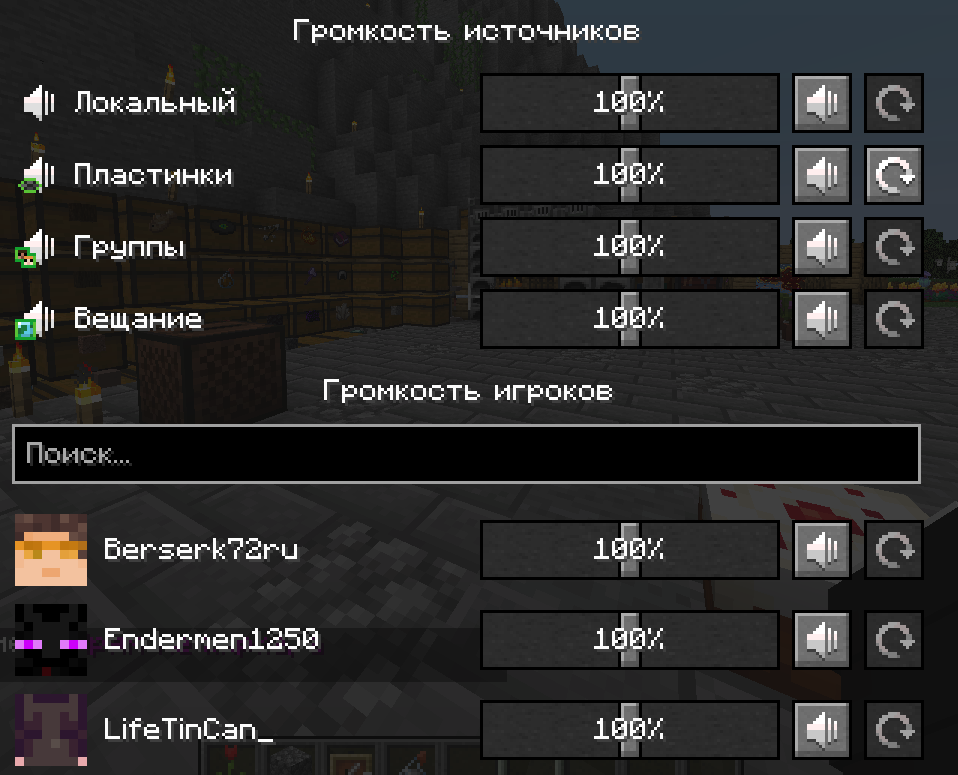 Громкость источников
Локальный 100%
Пластинки 100%
Группы 100%
Вещание 100%
Громкость игроков
Поиск...
Berserk72ru 100%
Endermen1250 100%
LifeTinCan_ 100%